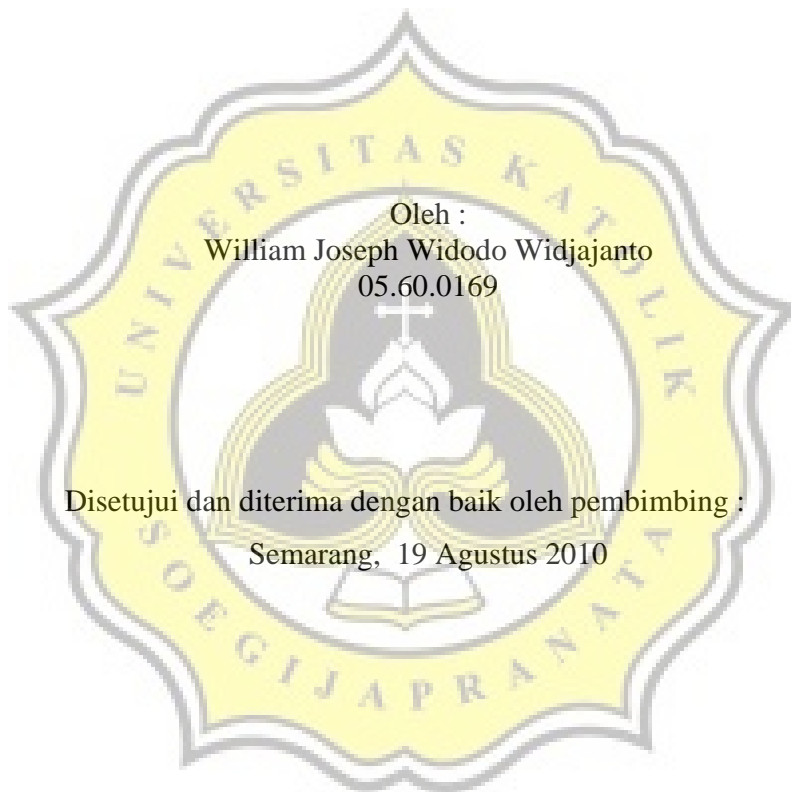 UNIVERSITAS KATOLIK
Oleh :
William Joseph Widodo Widjajanto
05.60.0169
Disetujui dan diterima dengan baik oleh pembimbing :
Semarang, 19 Agustus 2010
SOEGIJAPRANATA